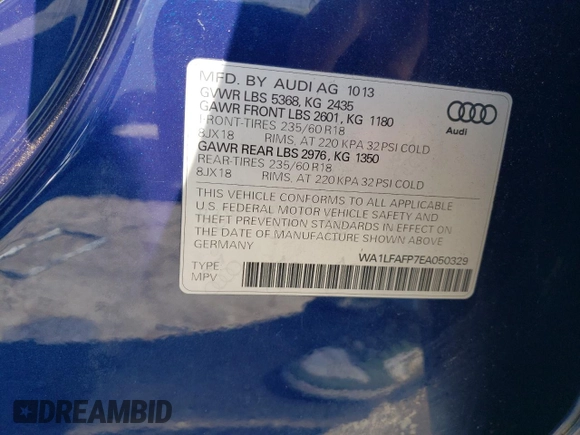 MFD. BY AUDI AG 10 13
GVWR LBS 5368, KG 2435
GAWR FRONT LBS 2601, KG 1180
FRONT-TIRES 235/60 R18
8JX18 RIMS, AT 220 KPA 32 PSI COLD
GAWR REAR LBS 2976, KG 1350
REAR-TIRES 235/60 R18
8JX18 RIMS, AT 220 KPA 32 PSI COLD
THIS VEHICLE CONFORMS TO ALL APPLICABLE
U.S. FEDERAL MOTOR VEHICLE SAFETY AND
THEFT PREVENTION STANDARDS IN EFFECT ON
THE DATE OF MANUFACTURE SHOWN ABOVE
GERMANY
WA1LFAFP7EA050329
TYPE
MPV
Audi
DREAMBID